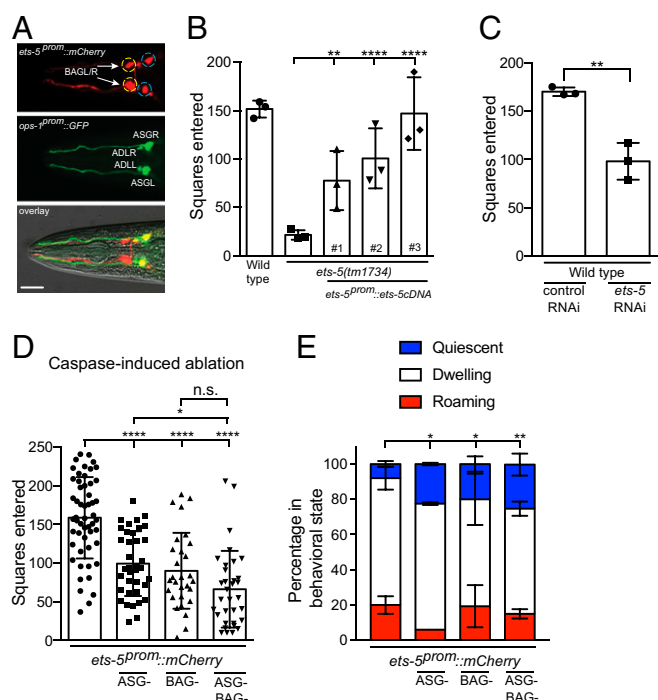 A
ets-5prom::mCherry
BAGL/R
ops-1prom::GFP
ASGR
ADLR
ADLL
ASGL
overlay
B
Squares entered
200
150
100
50
0
**
****
****
#1
#2
#3
Wild type
ets-5(tm1734)
ets-5prom::ets-5cDNA
C
Squares entered
200
150
100
50
0
**
Wild type
control RNAi
ets-5 RNAi
D
Caspase-induced ablation
n.s.
*
****
****
****
Squares entered
250
200
150
100
50
0
ets-5prom::mCherry
ASG-
BAG-
ASG-
BAG-
E
Quiescent
Dwelling
Roaming
*
*
**
Percentage in
behavioral state
100
80
60
40
20
0
ets-5prom::mCherry
ASG-
BAG-
ASG-
BAG-